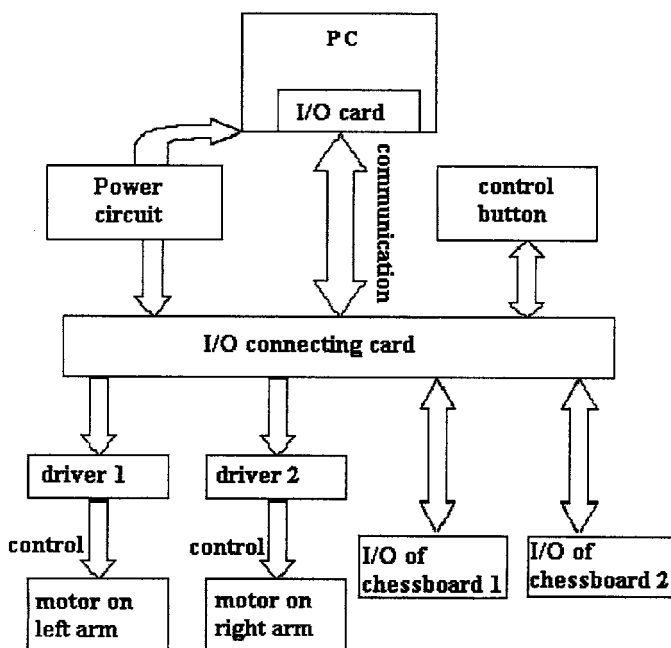 PC
I/O card
communication
Power
circuit
control
button
I/O connecting card
driver 1
driver 2
control
control
I/O of
chessboard 1
I/O of
chessboard 2
motor on
left arm
motor on
right arm